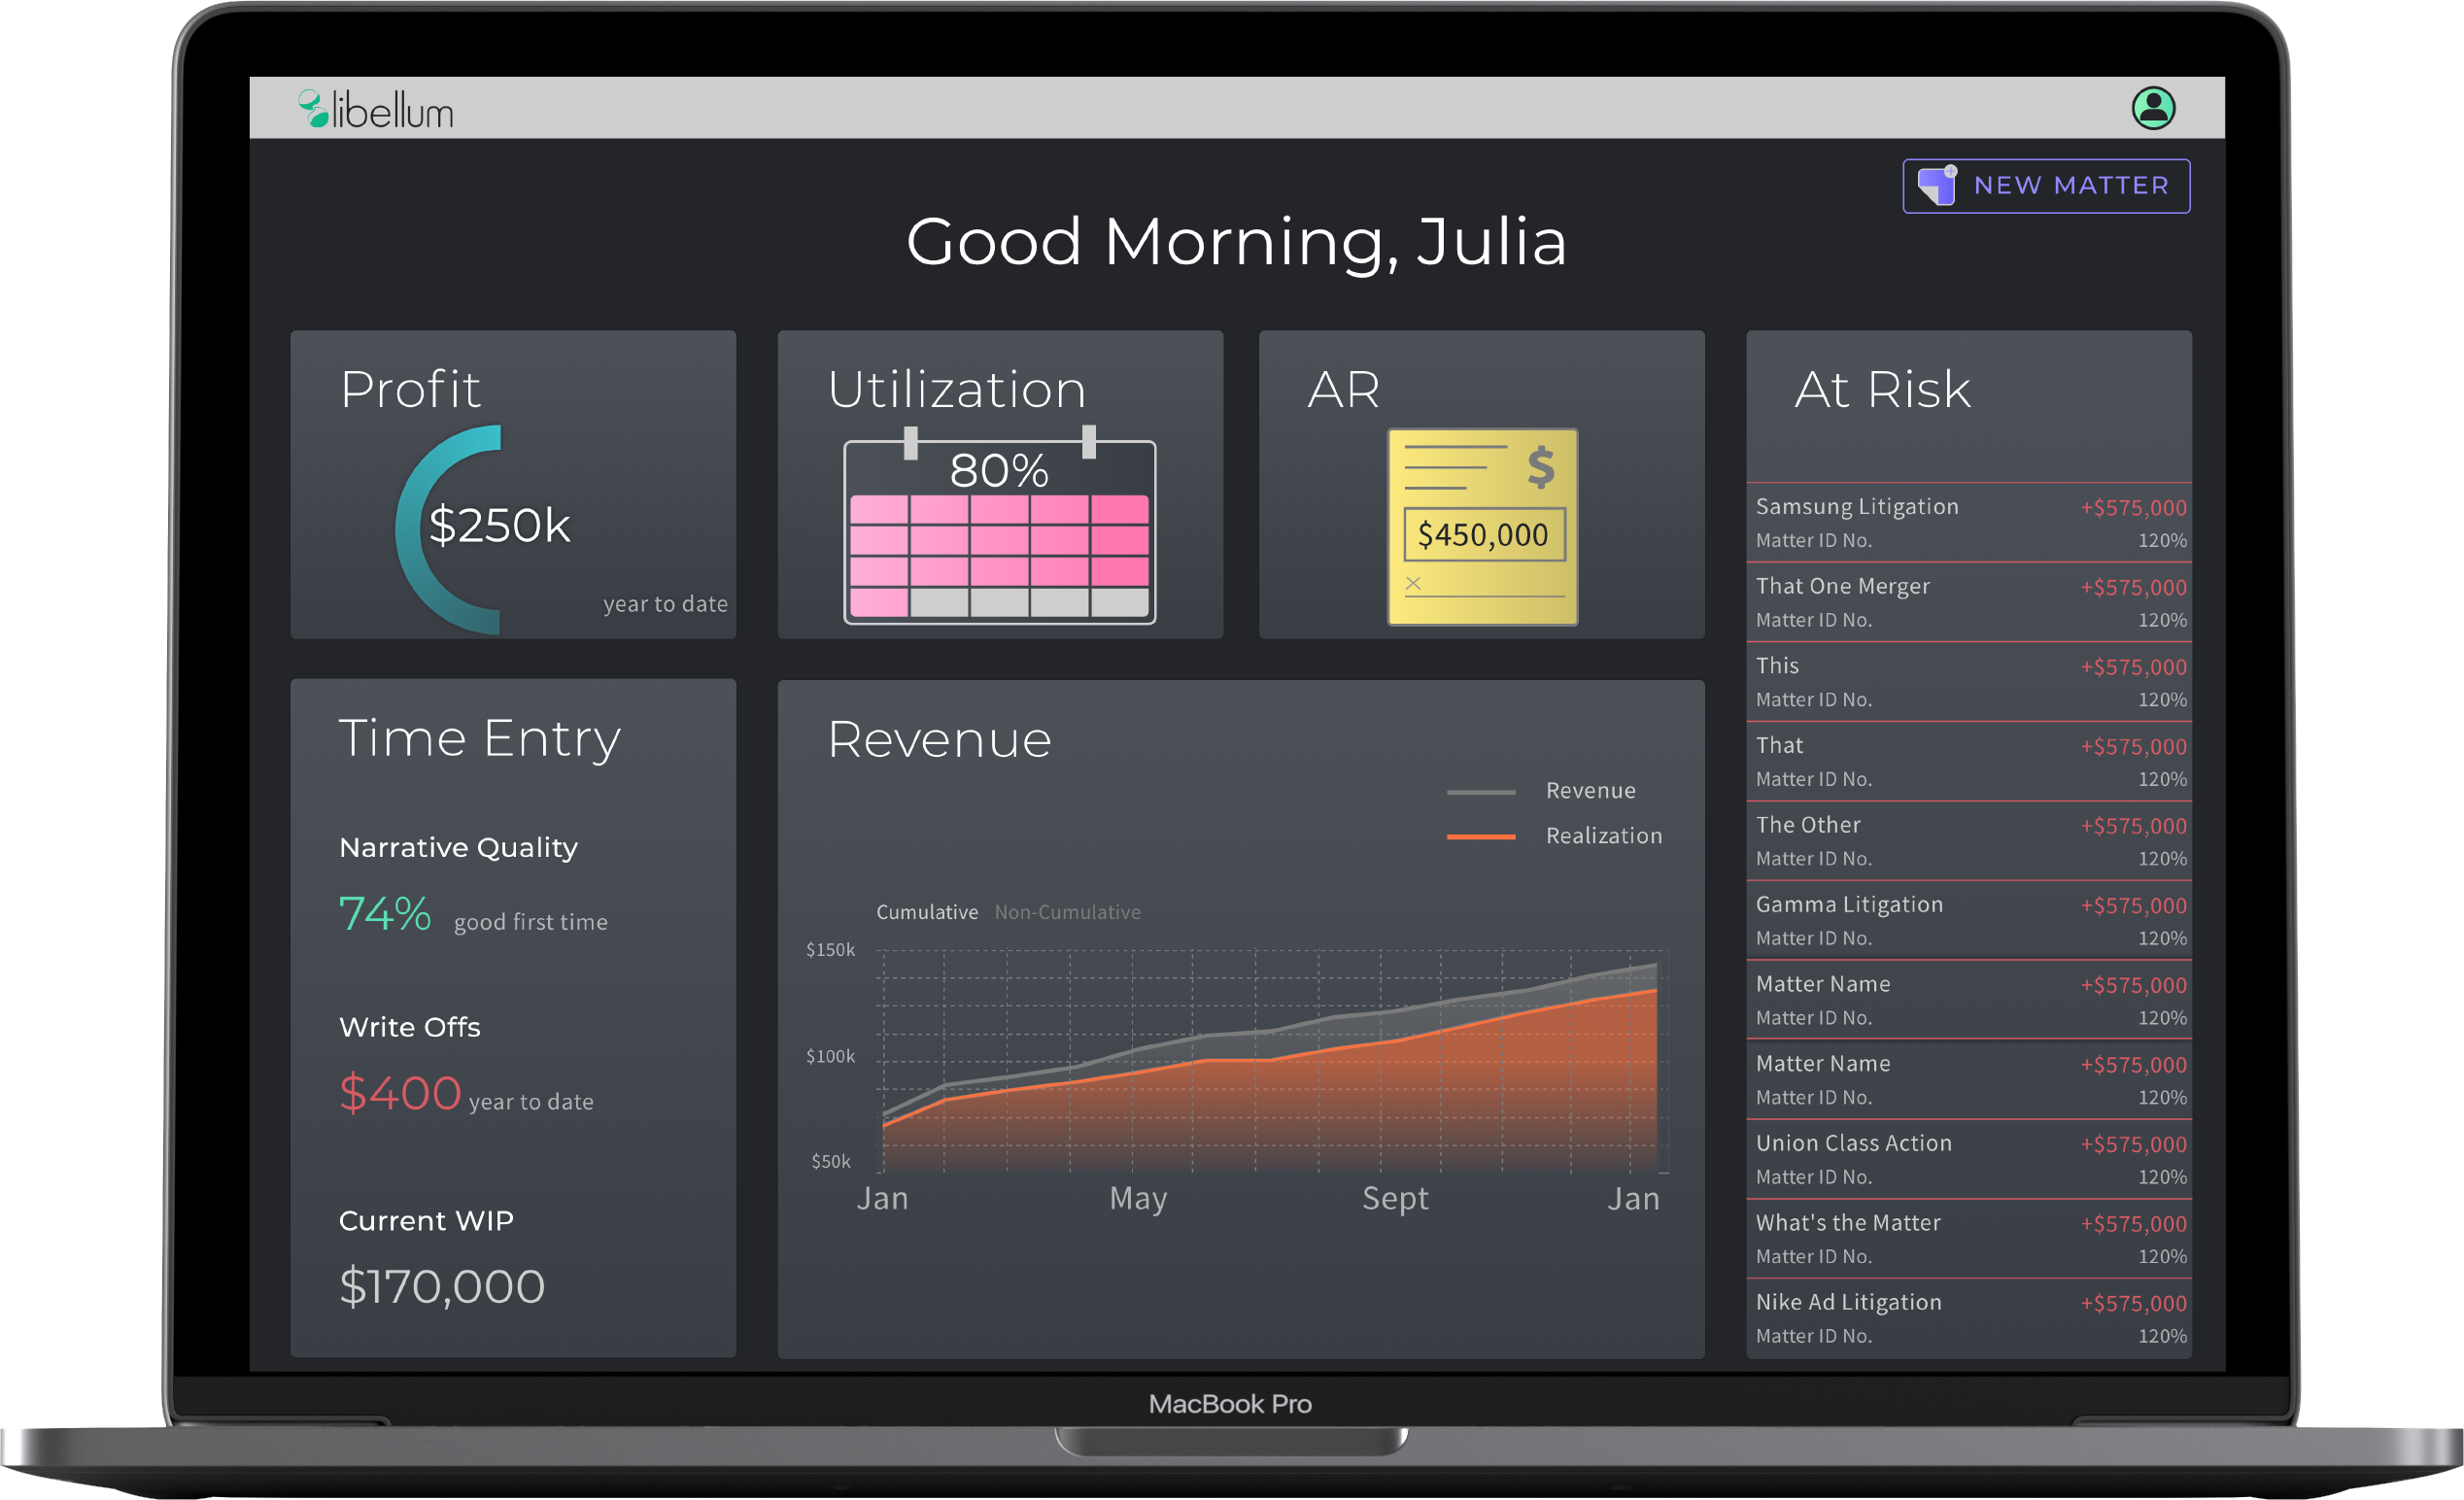 libellum
NEW MATTER
Good Morning, Julia
Profit
$250k
year to date
Utilization
80%
AR
$
$450,000
×
At Risk
Samsung Litigation +$575,000
Matter ID No. 120%
That One Merger +$575,000
Matter ID No. 120%
This +$575,000
Matter ID No. 120%
That +$575,000
Matter ID No. 120%
The Other +$575,000
Matter ID No. 120%
Gamma Litigation +$575,000
Matter ID No. 120%
Matter Name +$575,000
Matter ID No. 120%
Matter Name +$575,000
Matter ID No. 120%
Union Class Action +$575,000
Matter ID No. 120%
What's the Matter +$575,000
Matter ID No. 120%
Nike Ad Litigation +$575,000
Matter ID No. 120%
Time Entry
Narrative Quality
74% good first time
Write Offs
$400 year to date
Current WIP
$170,000
Revenue
Revenue
Realization
Cumulative Non-Cumulative
$150k
$100k
$50k
Jan May Sept Jan
MacBook Pro